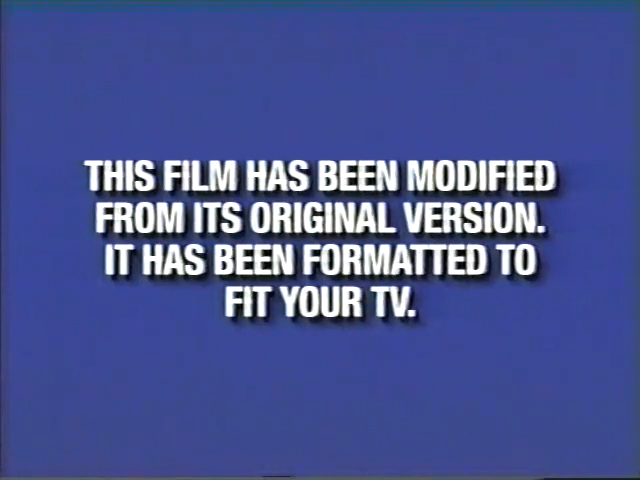 THIS FILM HAS BEEN MODIFIED
FROM ITS ORIGINAL VERSION.
IT HAS BEEN FORMATTED TO
FIT YOUR TV.